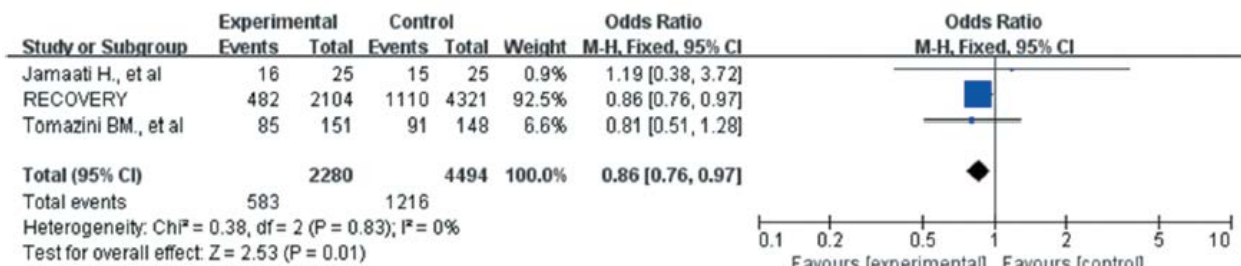 Experimental Control Odds Ratio Odds Ratio
Study or Subgroup Events Total Events Total Weight M-H, Fixed, 95% CI M-H, Fixed, 95% CI
Jamaati H., et al 16 25 15 25 0.9% 1.19 [0.38, 3.72]
RECOVERY 482 2104 1110 4321 92.5% 0.86 [0.76, 0.97]
Tomazini BM., et al 85 151 91 148 6.6% 0.81 [0.51, 1.28]
Total (95% CI) 2280 4494 100.0% 0.86 [0.76, 0.97]
Total events 583 1216
Heterogeneity: Chi² = 0.38, df = 2 (P = 0.83); I² = 0%
Test for overall effect: Z = 2.53 (P = 0.01)
0.1 0.2 0.5 1 2 5 10
Favours [experimental] Favours [control]